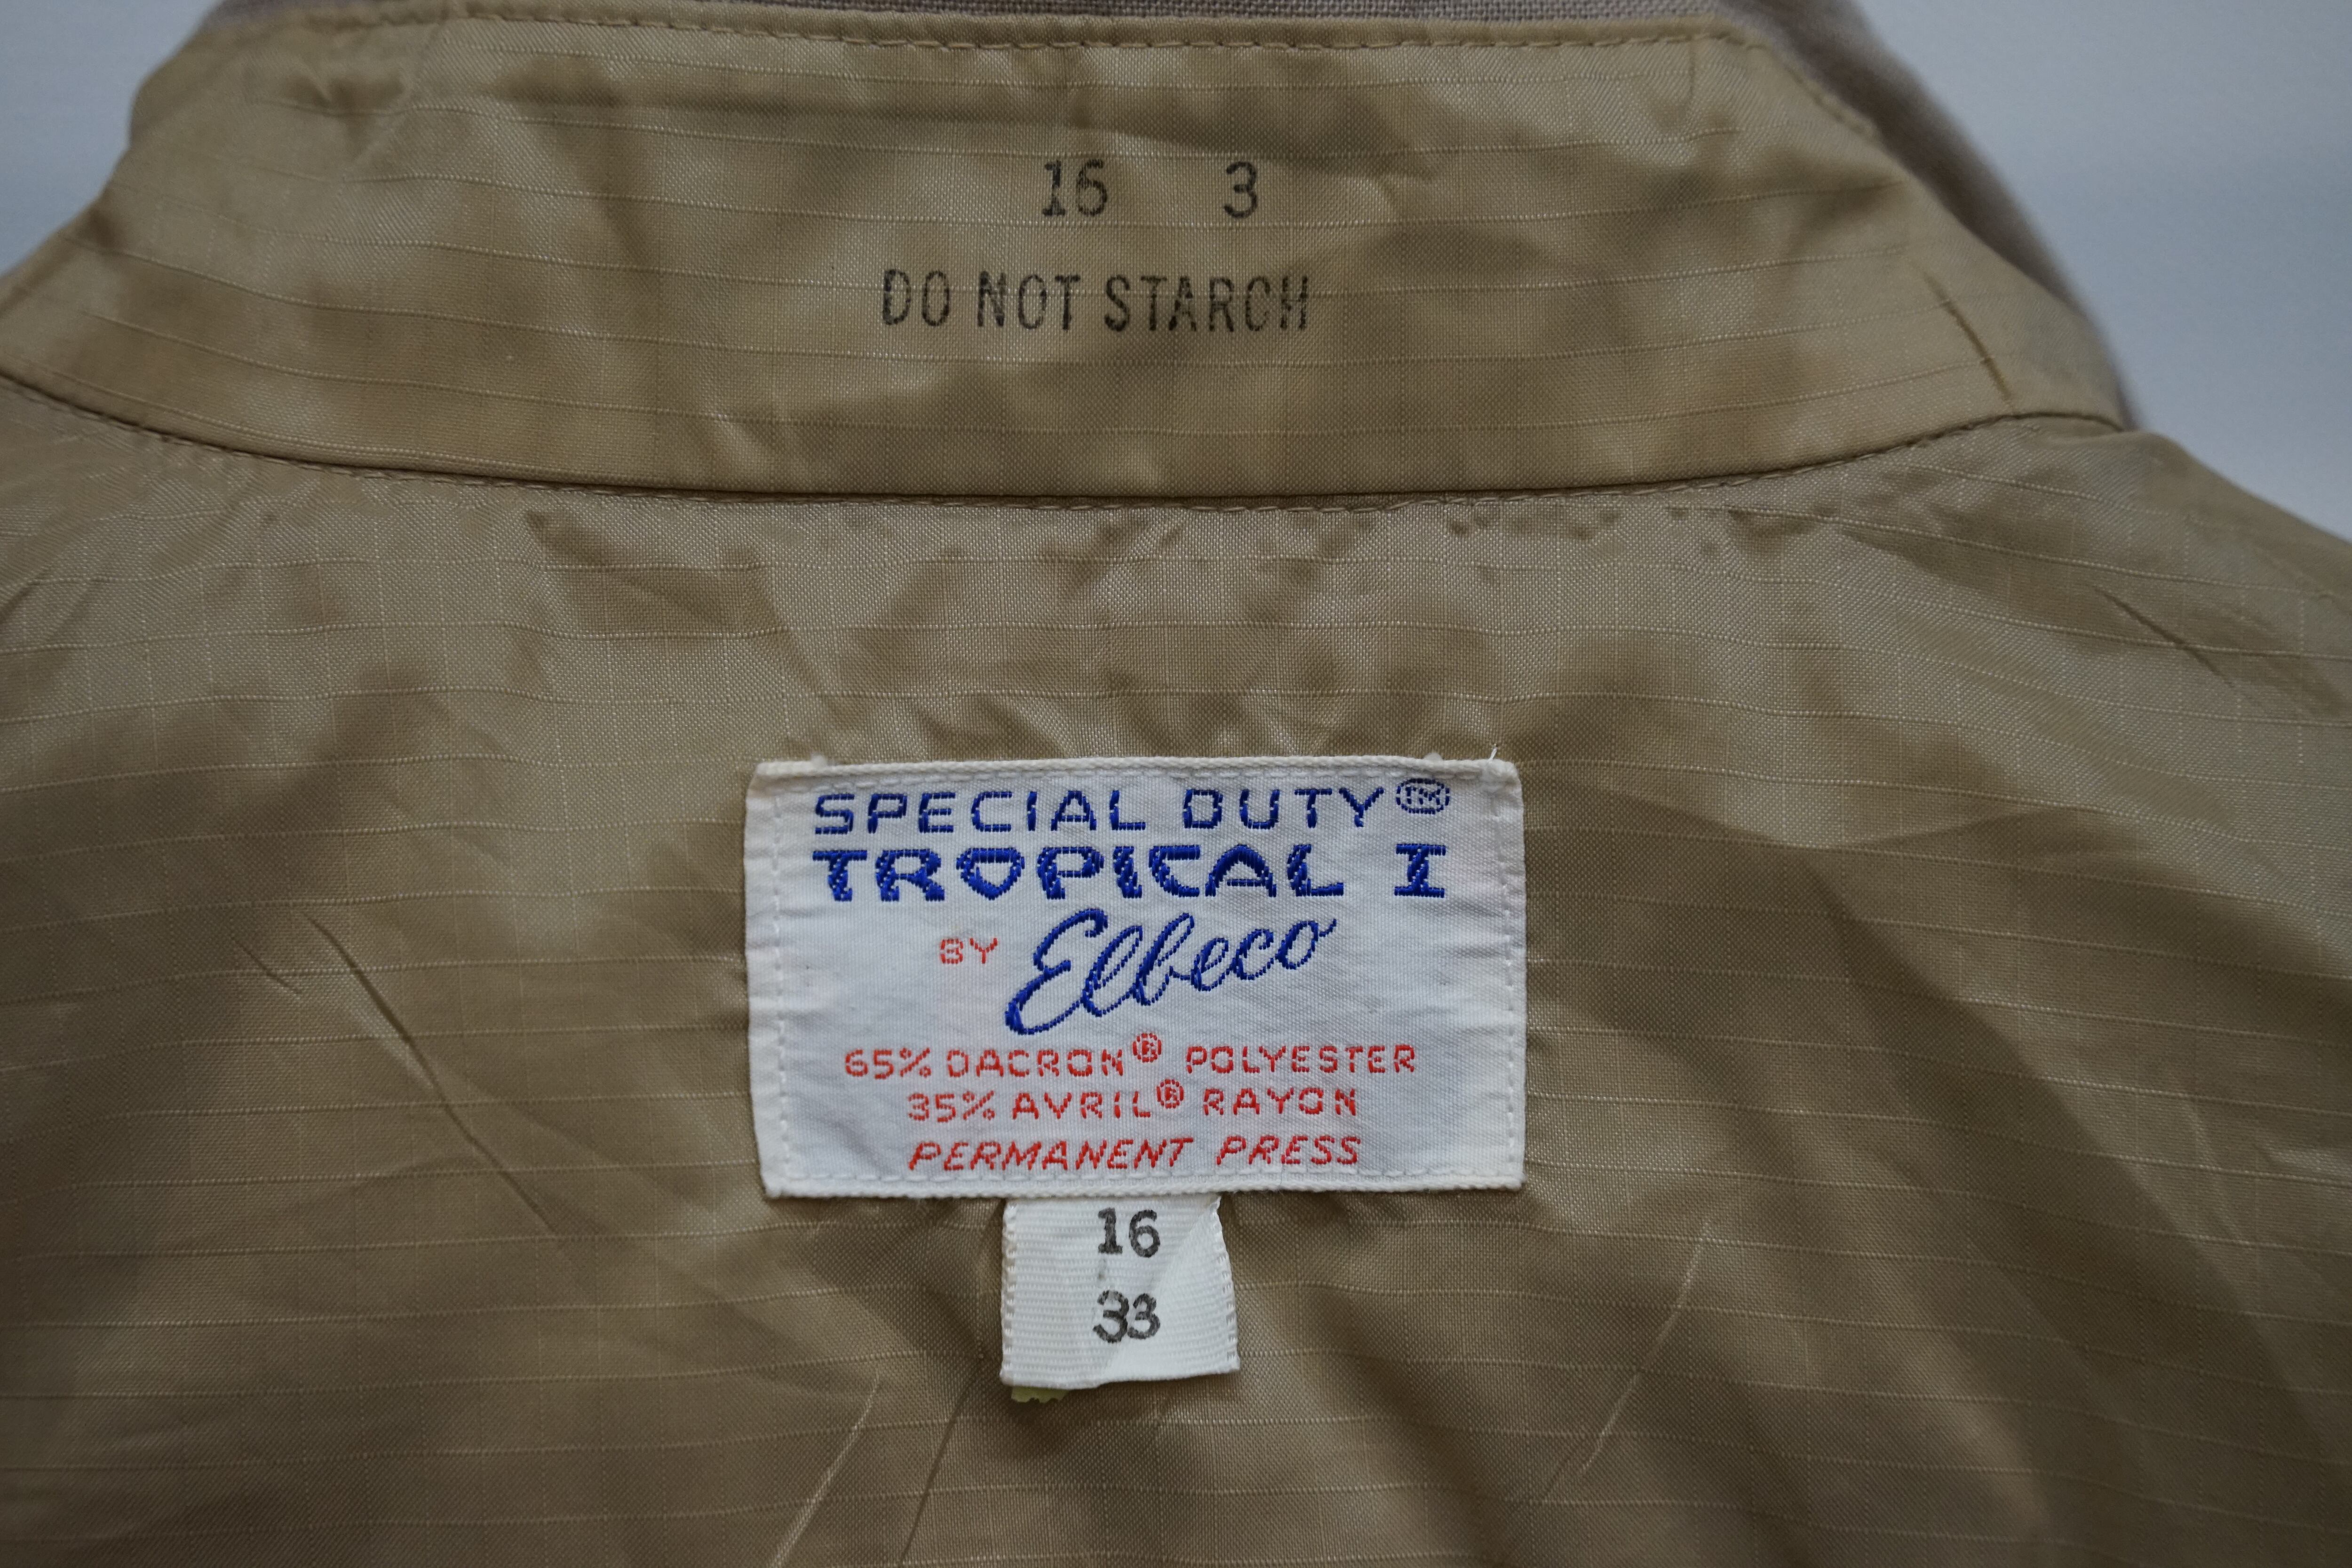 16 3
DO NOT STARCH
SPECIAL DUTY TM
TROPICAL I
BY Elbeco
65% DACRON® POLYESTER
35% AVRIL® RAYON
PERMANENT PRESS
16
33